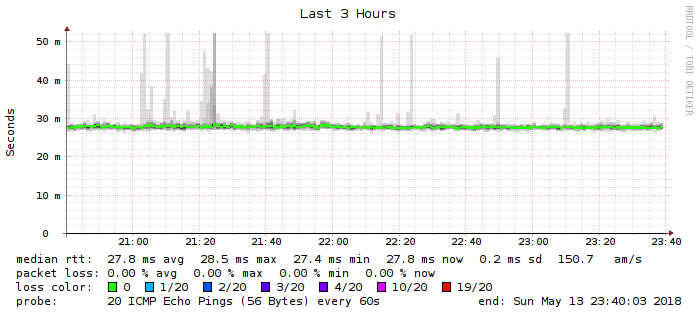 Last 3 Hours
RRDTOOL / TOBI OETIKER
Seconds
50 m
40 m
30 m
20 m
10 m
0
21:00 21:20 21:40 22:00 22:20 22:40 23:00 23:20 23:40
median rtt: 27.8 ms avg 28.5 ms max 27.4 ms min 27.8 ms now 0.2 ms sd 150.7 am/s
packet loss: 0.00 % avg 0.00 % max 0.00 % min 0.00 % now
loss color: 0 1/20 2/20 3/20 4/20 10/20 19/20
probe: 20 ICMP Echo Pings (56 Bytes) every 60s end: Sun May 13 23:40:03 2018